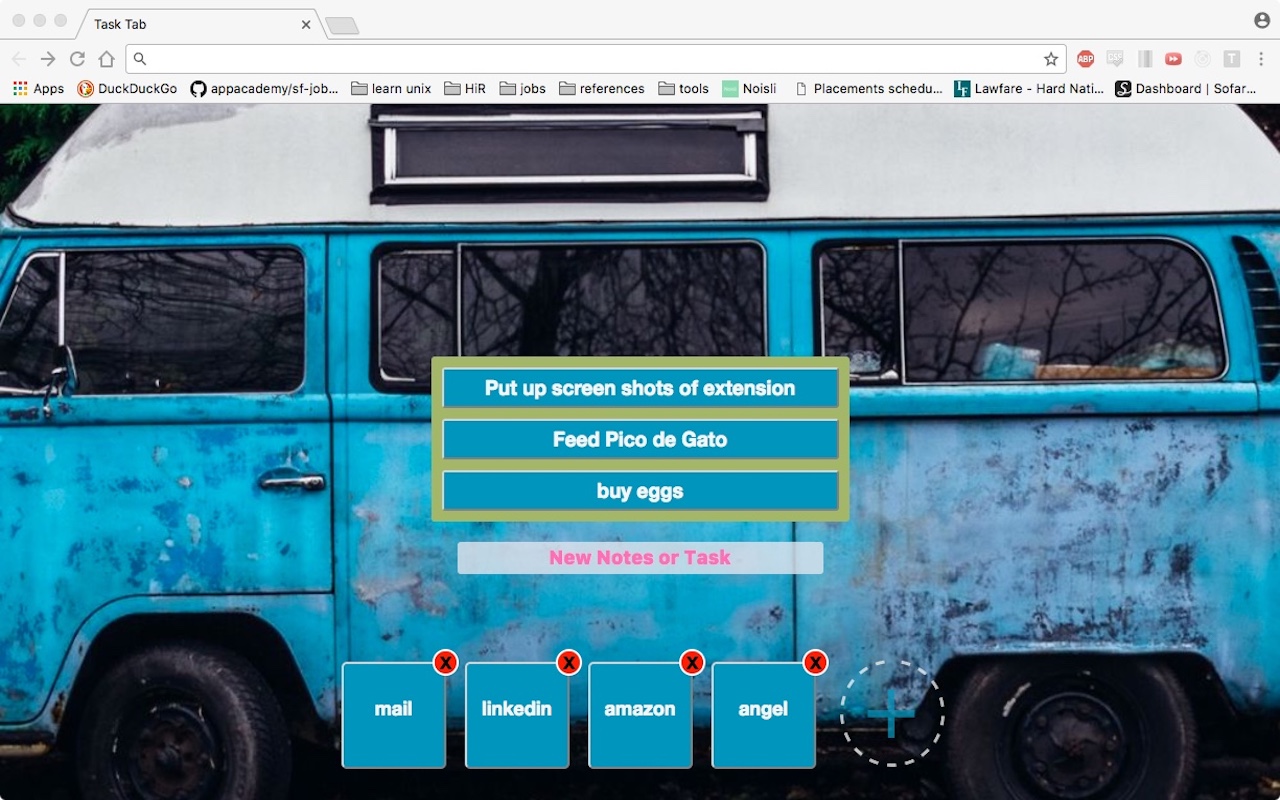 Task Tab
ABP
T
Apps DuckDuckGo appacademy/sf-job... learn unix HiR jobs references tools Noisli Placements schedu... LF Lawfare - Hard Nati... S Dashboard | Sofar...
Put up screen shots of extension
Feed Pico de Gato
buy eggs
New Notes or Task
X X X X
mail linkedin amazon angel